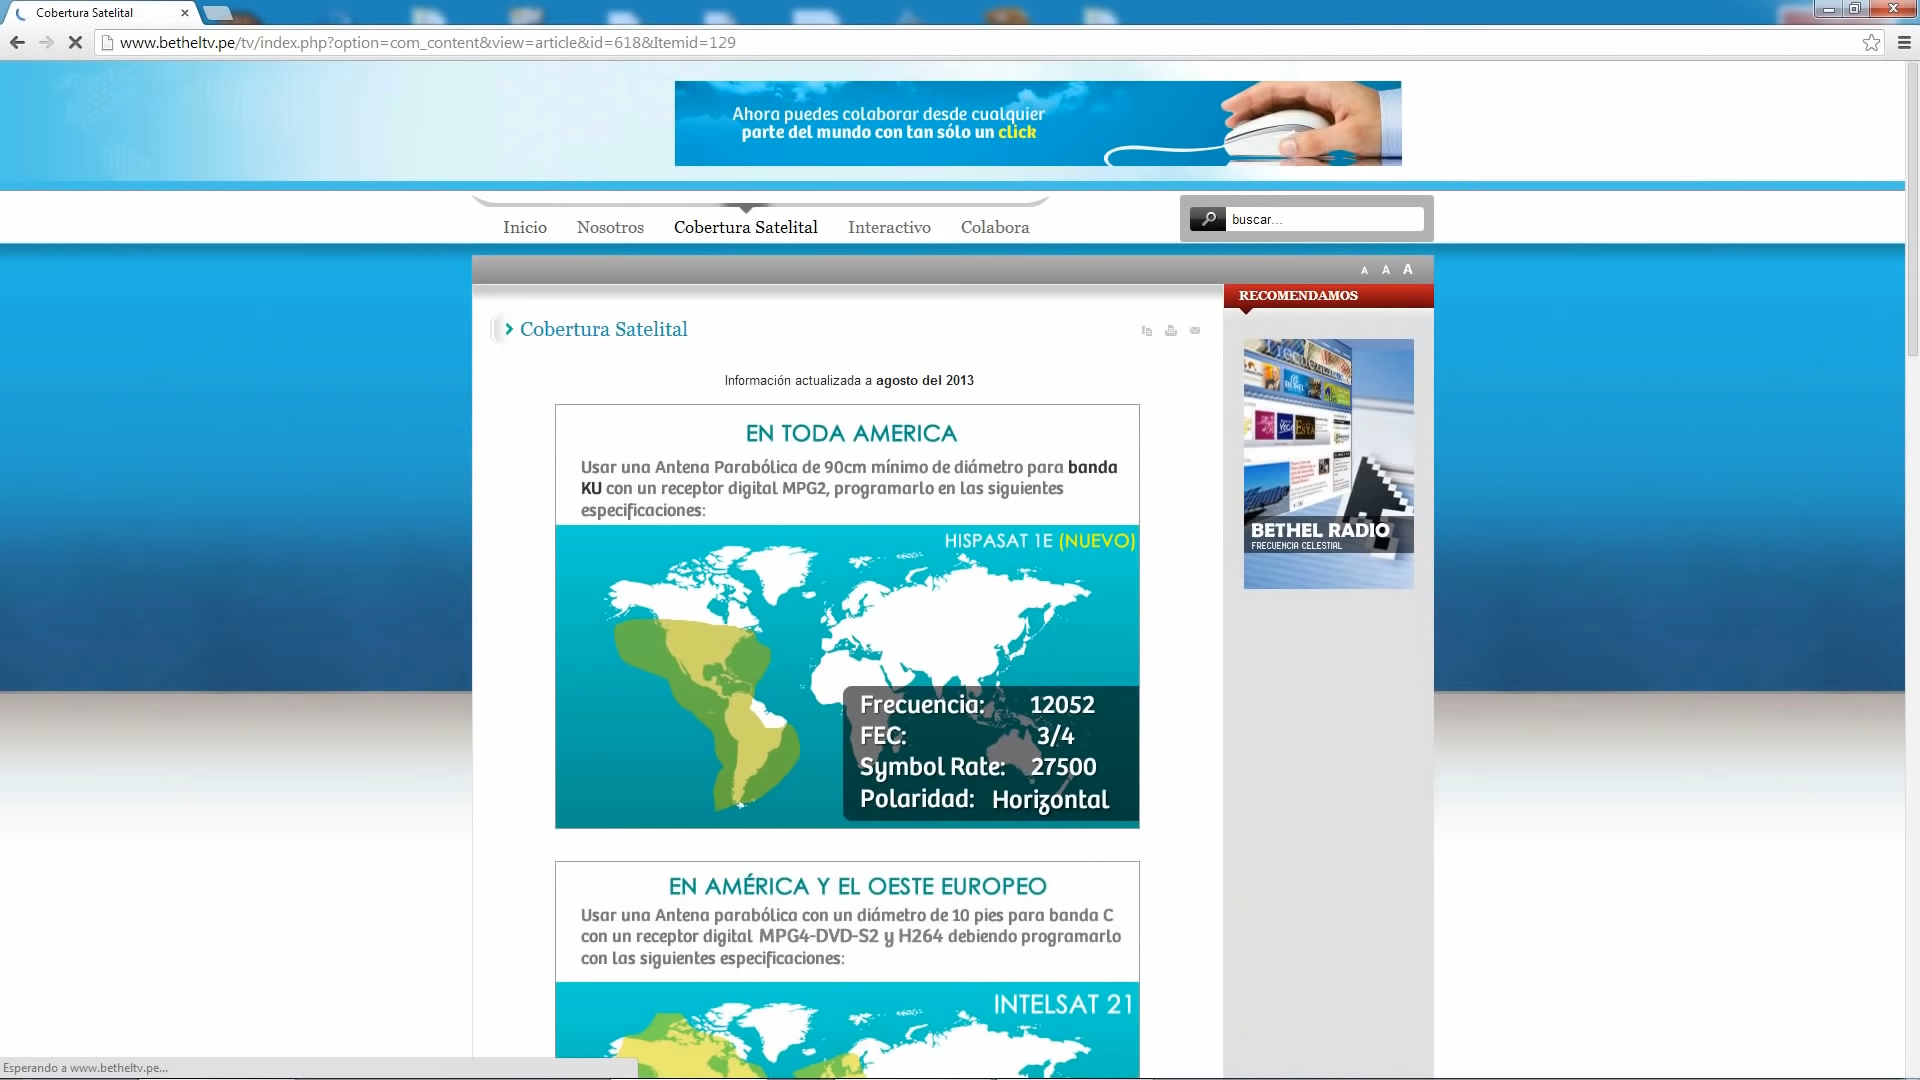 Cobertura Satelital
www.betheltv.pe/tv/index.php?option=com_content&view=article&id=618&Itemid=129
Ahora puedes colaborar desde cualquier
parte del mundo con tan sólo un click
Inicio Nosotros Cobertura Satelital Interactivo Colabora
buscar...
A A A
RECOMENDAMOS
Cobertura Satelital
Información actualizada a agosto del 2013
EN TODA AMERICA
Usar una Antena Parabólica de 90cm mínimo de diámetro para banda
KU con un receptor digital MPG2, programarlo en las siguientes
especificaciones:
HISPASAT 1E (NUEVO)
Frecuencia: 12052
FEC: 3/4
Symbol Rate: 27500
Polaridad: Horizontal
BETHEL RADIO
FRECUENCIA CELESTIAL
EN AMÉRICA Y EL OESTE EUROPEO
Usar una Antena parabólica con un diámetro de 10 pies para banda C
con un receptor digital MPG4-DVD-S2 y H264 debiendo programarlo
con las siguientes especificaciones:
INTELSAT 21
Esperando a www.betheltv.pe...